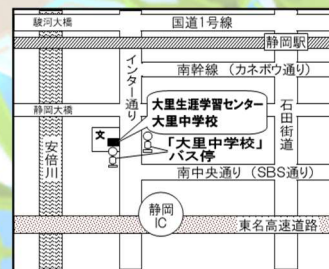 駿河大橋
国道1号線
静岡駅
南幹線（カネボウ通り）
インター通り
大里生涯学習センター
大里中学校
石田街道
静岡大橋
文
「大里中学校」
バス停
安倍川
南中央通り（SBS通り）
静岡
IC
東名高速道路